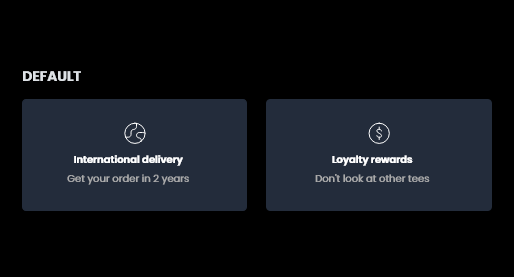 DEFAULT
International delivery
Get your order in 2 years
Loyalty rewards
Don't look at other tees